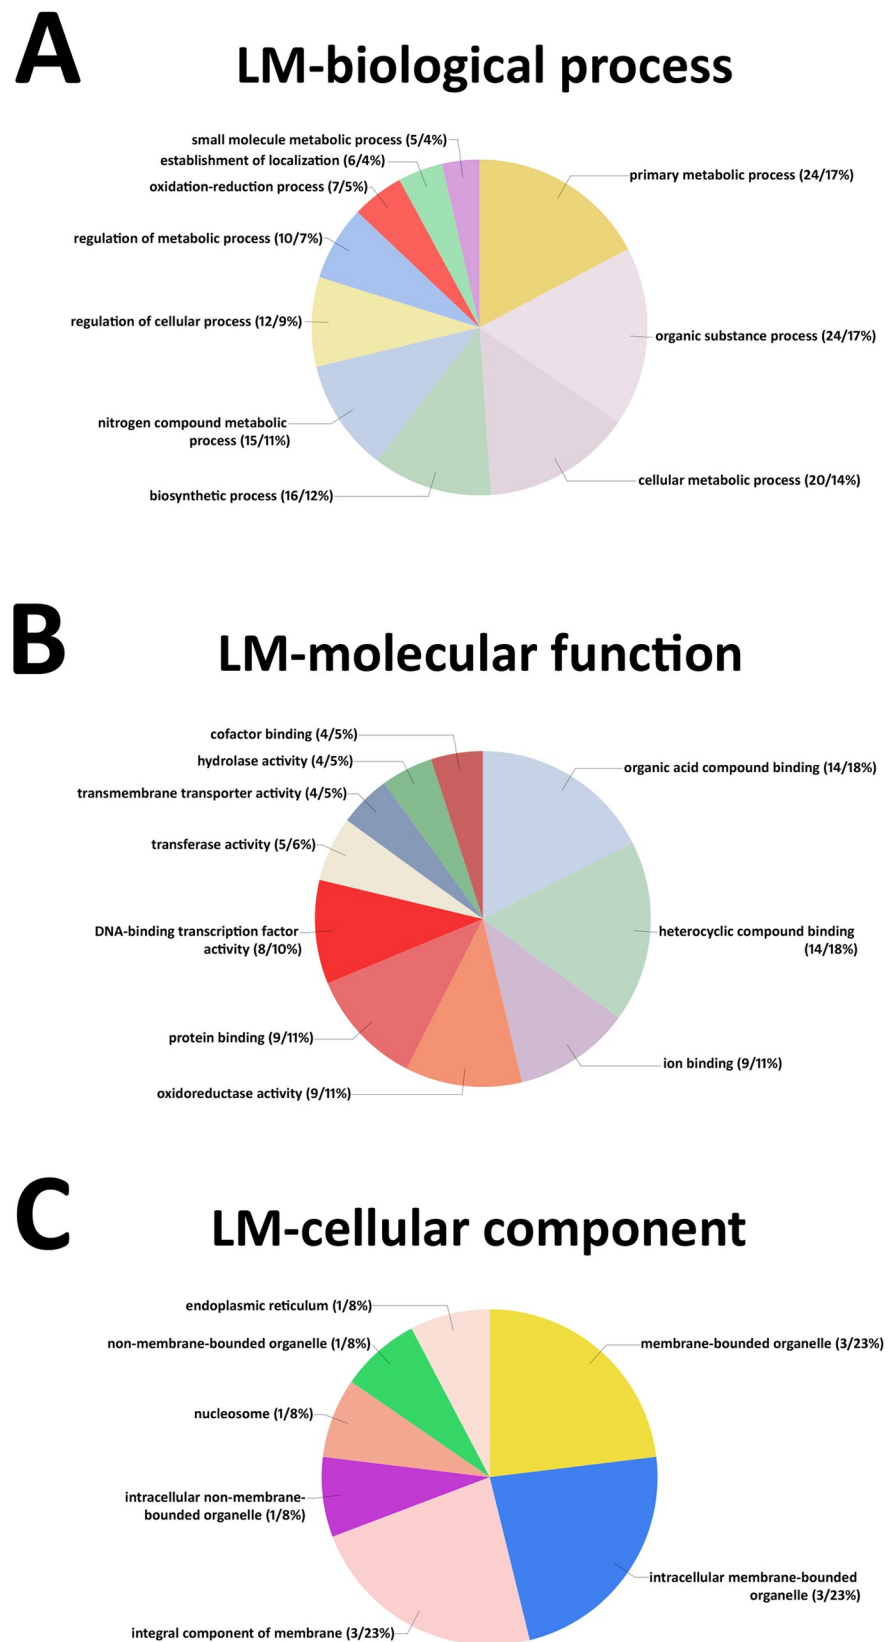 A
LM-biological process
small molecule metabolic process (5/4%)
establishment of localization (6/4%)
oxidation-reduction process (7/5%)
primary metabolic process (24/17%)
regulation of metabolic process (10/7%)
regulation of cellular process (12/9%)
organic substance process (24/17%)
nitrogen compound metabolic
process (15/11%)
cellular metabolic process (20/14%)
biosynthetic process (16/12%)
B
LM-molecular function
cofactor binding (4/5%)
hydrolase activity (4/5%)
organic acid compound binding (14/18%)
transmembrane transporter activity (4/5%)
transferase activity (5/6%)
DNA-binding transcription factor
activity (8/10%)
heterocyclic compound binding
(14/18%)
protein binding (9/11%)
ion binding (9/11%)
oxidoreductase activity (9/11%)
C
LM-cellular component
endoplasmic reticulum (1/8%)
non-membrane-bounded organelle (1/8%)
membrane-bounded organelle (3/23%)
nucleosome (1/8%)
intracellular non-membrane-
bounded organelle (1/8%)
intracellular membrane-bounded
organelle (3/23%)
integral component of membrane (3/23%)